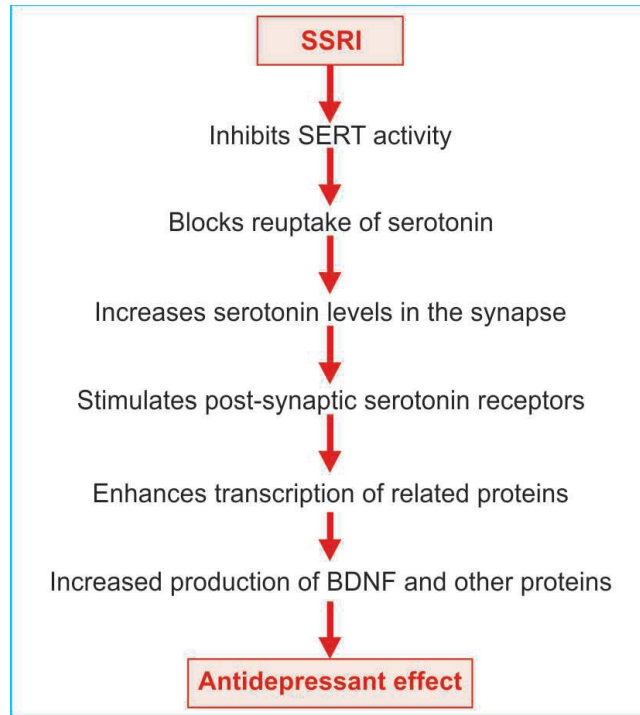 SSRI
Inhibits SERT activity
Blocks reuptake of serotonin
Increases serotonin levels in the synapse
Stimulates post-synaptic serotonin receptors
Enhances transcription of related proteins
Increased production of BDNF and other proteins
Antidepressant effect